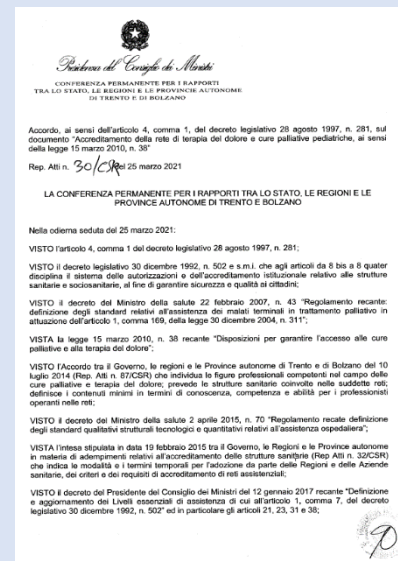 Presidenza del Consiglio dei Ministri
CONFERENZA PERMANENTE PER I RAPPORTI
TRA LO STATO, LE REGIONI E LE PROVINCIE AUTONOME
DI TRENTO E DI BOLZANO
Accordo, ai sensi dell'articolo 4, comma 1, del decreto legislativo 28 agosto 1997, n. 281, sul
documento "Accreditamento della rete di terapia del dolore e cure palliative pediatriche, ai sensi
della legge 15 marzo 2010, n. 38"
Rep. Atti n. 30/CSR del 25 marzo 2021
LA CONFERENZA PERMANENTE PER I RAPPORTI TRA LO STATO, LE REGIONI E LE
PROVINCE AUTONOME DI TRENTO E BOLZANO
Nella odierna seduta del 25 marzo 2021:
VISTO l'articolo 4, comma 1 del decreto legislativo 28 agosto 1997, n. 281;
VISTO il decreto legislativo 30 dicembre 1992, n. 502 e s.m.i. che agli articoli da 8 bis a 8 quater
disciplina il sistema delle autorizzazioni e dell'accreditamento istituzionale relativo alle strutture
sanitarie e sociosanitarie, al fine di garantire sicurezza e qualità ai cittadini;
VISTO il decreto del Ministro della salute 22 febbraio 2007, n. 43 "Regolamento recante:
definizione degli standard relativi all'assistenza dei malati terminali in trattamento palliativo in
attuazione dell'articolo 1, comma 169, della legge 30 dicembre 2004, n. 311";
VISTA la legge 15 marzo 2010, n. 38 recante "Disposizioni per garantire l'accesso alle cure
palliative e alla terapia del dolore";
VISTO l'Accordo tra il Governo, le regioni e le Province autonome di Trento e di Bolzano del 10
luglio 2014 (Rep. Atti n. 87/CSR) che individua le figure professionali competenti nel campo delle
cure palliative e terapia del dolore; prevede le strutture sanitarie coinvolte nelle suddette reti;
definisce i contenuti minimi in termini di conoscenza, competenza e abilità per i professionisti
operanti nelle reti;
VISTO il decreto del Ministro della salute 2 aprile 2015, n. 70 "Regolamento recate definizione
degli standard qualitativi strutturali tecnologici e quantitativi relativi all'assistenza ospedaliera";
VISTA l'intesa stipulata in data 19 febbraio 2015 tra il Governo, le Regioni e le Province autonome
in materia di adempimenti relativi all'accreditamento delle strutture sanitarie (Rep Atti n. 32/CSR)
che indica le modalità e i termini temporali per l'adozione da parte delle Regioni e delle Aziende
sanitarie, dei criteri e dei requisiti di accreditamento di reti assistenziali;
VISTO il decreto del Presidente del Consiglio dei Ministri del 12 gennaio 2017 recante "Definizione
e aggiornamento dei Livelli essenziali di assistenza di cui all'articolo 1, comma 7, del decreto
legislativo 30 dicembre 1992, n. 502" ed in particolare gli articoli 21, 23, 31 e 38;